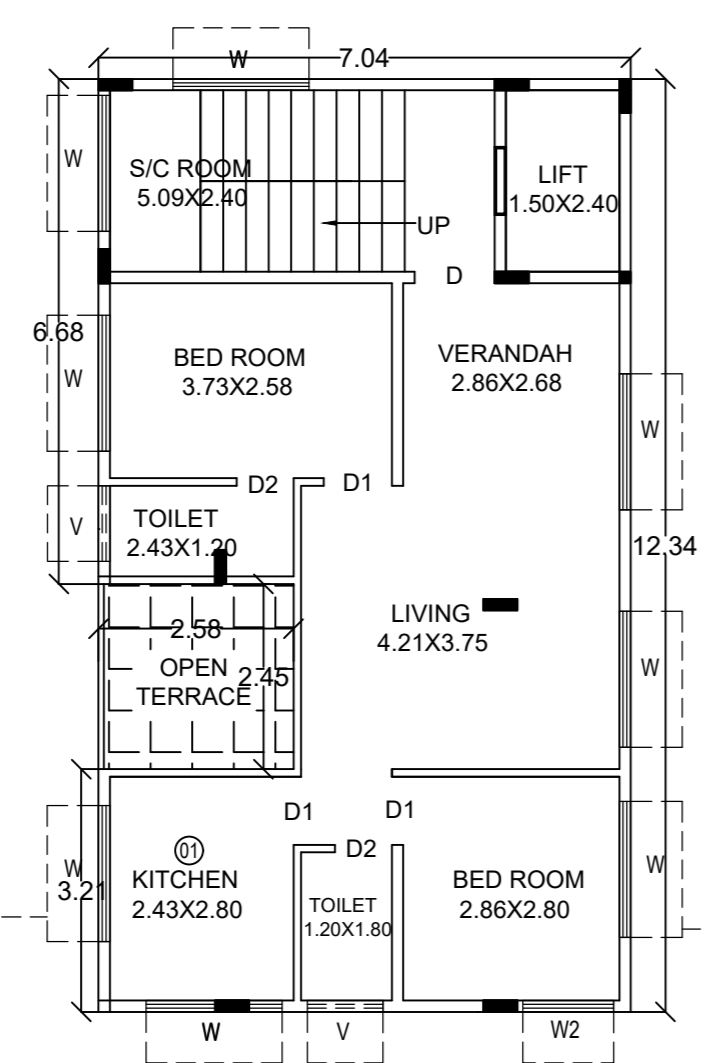 W
7.04
W
S/C ROOM
5.09X2.40
LIFT
1.50X2.40
UP
D
6.68
W
BED ROOM
3.73X2.58
VERANDAH
2.86X2.68
W
D2
D1
V
TOILET
2.43X1.20
12.34
2.58
LIVING
4.21X3.75
OPEN
TERRACE
2.45
W
D1
D1
01
D2
W
3.21
KITCHEN
2.43X2.80
TOILET
1.20X1.80
BED ROOM
2.86X2.80
W
W
V
W2